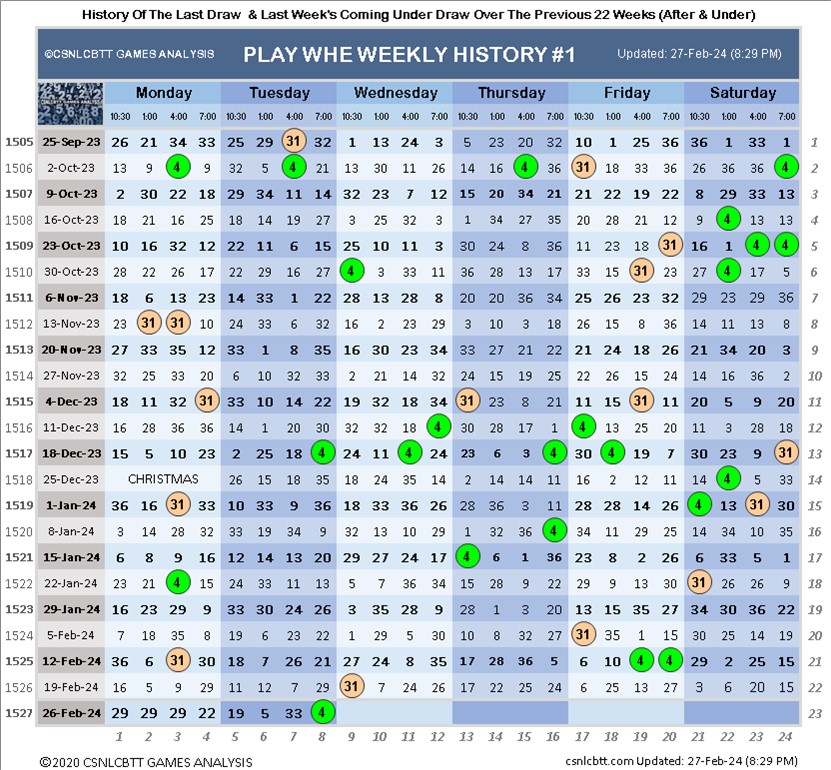 History Of The Last Draw & Last Week's Coming Under Draw Over The Previous 22 Weeks (After & Under)
©CSNLCBTT GAMES ANALYSIS PLAY WHE WEEKLY HISTORY #1 Updated: 27-Feb-24 (8:29 PM)
Monday Tuesday Wednesday Thursday Friday Saturday
CSNLCBTT GAMES ANALYSIS 10:30 1:00 4:00 7:00 10:30 1:00 4:00 7:00 10:30 1:00 4:00 7:00 10:30 1:00 4:00 7:00 10:30 1:00 4:00 7:00 10:30 1:00 4:00 7:00
1505 25-Sep-23 26 21 34 33 25 29 31 32 1 13 24 3 5 23 20 32 10 1 25 36 36 1 33 1 1
1506 2-Oct-23 13 9 4 9 32 5 4 21 13 30 11 26 14 16 4 36 31 18 33 36 26 36 36 4 2
1507 9-Oct-23 2 30 22 18 29 34 11 14 32 23 7 12 15 20 34 21 21 22 19 22 8 29 33 13 3
1508 16-Oct-23 18 21 16 25 18 14 19 27 3 25 32 3 1 34 27 35 20 28 21 12 9 4 13 13 4
1509 23-Oct-23 10 16 32 12 22 11 6 15 25 10 11 3 30 24 8 36 11 23 18 31 16 1 4 4 5
1510 30-Oct-23 28 22 26 17 22 29 16 27 4 3 33 11 36 28 13 17 33 15 31 23 27 4 17 5 6
1511 6-Nov-23 18 6 13 23 14 33 1 22 28 13 28 8 20 20 36 34 25 26 23 32 29 23 29 36 7
1512 13-Nov-23 23 31 31 10 24 33 6 32 16 2 23 29 2 3 10 3 26 15 8 36 14 11 13 8 8
1513 20-Nov-23 27 33 35 12 33 1 8 35 16 30 23 34 33 27 21 22 21 24 18 26 21 34 20 3 9
1514 27-Nov-23 32 25 33 20 6 10 32 33 2 21 14 32 24 15 19 25 22 26 15 24 14 16 36 2 10
1515 4-Dec-23 18 11 32 31 33 10 14 22 19 32 18 34 31 23 8 21 11 15 31 11 20 5 9 20 11
1516 11-Dec-23 16 28 36 36 14 1 20 30 32 32 18 4 30 28 17 1 4 13 25 20 11 3 28 18 12
1517 18-Dec-23 15 5 10 23 2 25 18 4 24 11 4 24 23 6 3 4 30 4 19 7 30 23 9 31 13
1518 25-Dec-23 CHRISTMAS 26 15 18 35 18 24 35 14 2 14 14 11 16 2 12 11 14 4 5 33 14
1519 1-Jan-24 36 16 31 33 10 33 9 36 18 33 36 26 28 36 3 11 28 28 14 26 4 13 31 30 15
1520 8-Jan-24 3 14 28 32 33 19 34 9 32 13 10 29 1 32 16 4 34 11 29 25 14 34 10 35 16
1521 15-Jan-24 6 8 9 16 12 14 13 20 29 27 24 17 4 6 1 36 23 8 2 26 6 33 5 1 17
1522 22-Jan-24 23 21 4 15 24 33 11 13 5 7 36 34 15 28 9 22 29 9 13 30 31 26 26 9 18
1523 29-Jan-24 16 23 29 9 33 30 24 26 3 35 28 9 28 1 3 20 13 15 35 27 34 30 36 22 19
1524 5-Feb-24 7 18 35 8 19 6 23 22 1 29 5 30 10 8 32 27 31 35 1 15 30 25 14 19 20
1525 12-Feb-24 36 6 31 30 18 7 26 21 27 24 8 35 17 28 36 5 6 10 4 4 29 2 25 15 21
1526 19-Feb-24 16 5 9 29 11 12 7 29 31 7 24 26 17 22 25 24 6 25 13 27 3 6 20 15 22
1527 26-Feb-24 29 29 29 22 19 5 33 4 23
1 2 3 4 5 6 7 8 9 10 11 12 13 14 15 16 17 18 19 20 21 22 23 24
©2020 CSNLCBTT GAMES ANALYSIS csnlcbtt.com Updated: 27-Feb-24 (8:29 PM)